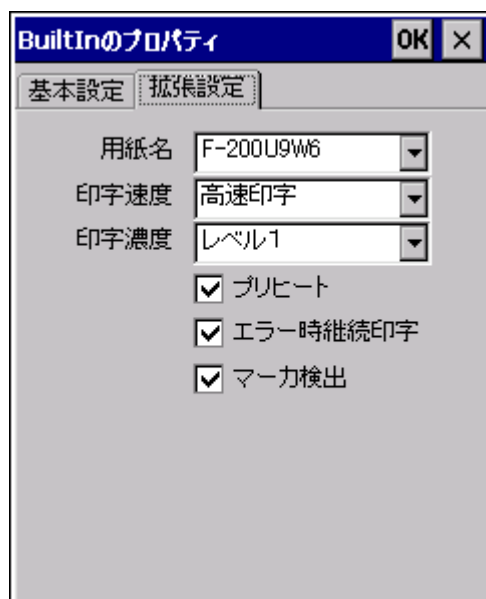 BuiltInのプロパティ OK ×
基本設定 拡張設定
用紙名 F-200U9W6
印字速度 高速印字
印字濃度 レベル1
プリヒート
エラー時継続印字
マーカ検出